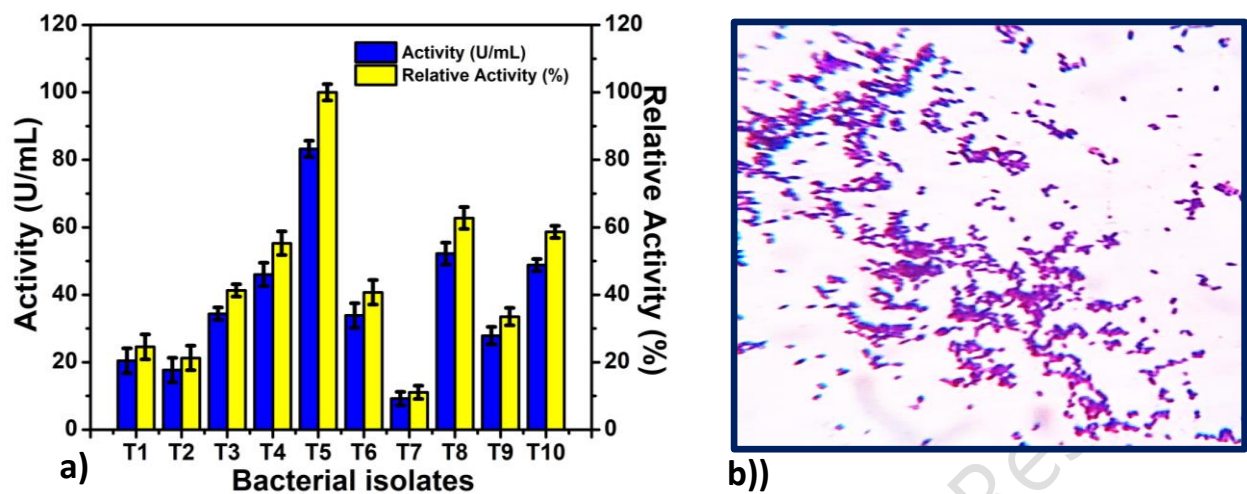 120
100
80
60
40
20
0
Activity (U/mL)
Activity (U/mL)
Relative Activity (%)
120
100
80
60
40
20
0
Relative Activity (%)
T1 T2 T3 T4 T5 T6 T7 T8 T9 T10
Bacterial isolates
a)
b))
Res